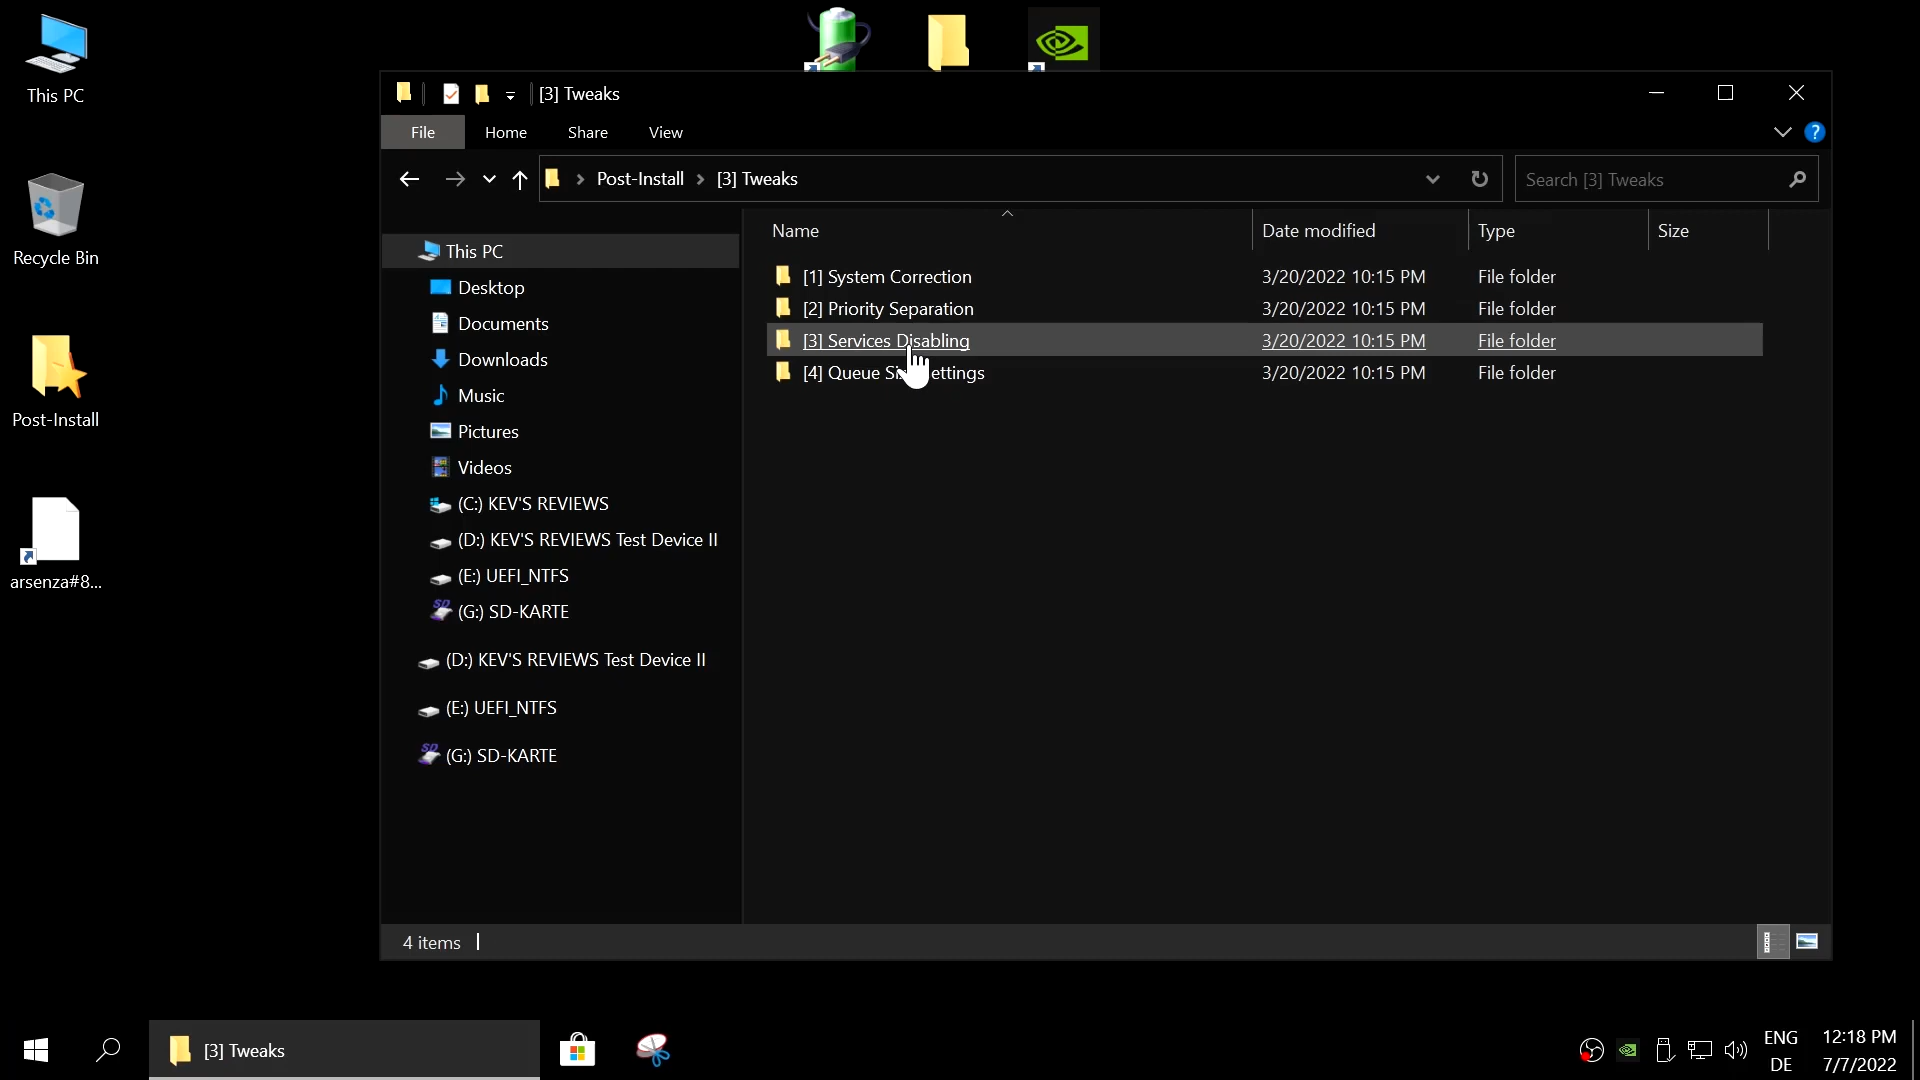 This PC
Recycle Bin
Post-Install
arsenza#8...
[3] Tweaks
File
Home
Share
View
?
Post-Install
[3] Tweaks
Search [3] Tweaks
This PC
Desktop
Documents
Downloads
Music
Pictures
Videos
(C:) KEV'S REVIEWS
(D:) KEV'S REVIEWS Test Device II
(E:) UEFI_NTFS
(G:) SD-KARTE
(D:) KEV'S REVIEWS Test Device II
(E:) UEFI_NTFS
(G:) SD-KARTE
Name Date modified Type Size
[1] System Correction 3/20/2022 10:15 PM File folder
[2] Priority Separation 3/20/2022 10:15 PM File folder
[3] Services Disabling 3/20/2022 10:15 PM File folder
[4] Queue ettings 3/20/2022 10:15 PM File folder
4 items
[3] Tweaks
ENG
DE
12:18 PM
7/7/2022